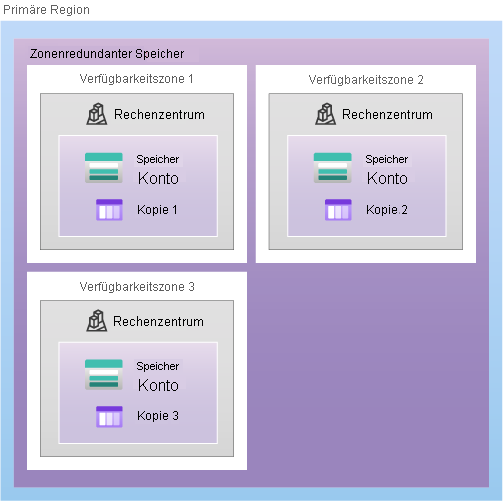 Primäre Region
Zonenredundanter Speicher
Verfügbarkeitszone 1
Rechenzentrum
Speicher
Konto
Kopie 1
Verfügbarkeitszone 2
Rechenzentrum
Speicher
Konto
Kopie 2
Verfügbarkeitszone 3
Rechenzentrum
Speicher
Konto
Kopie 3